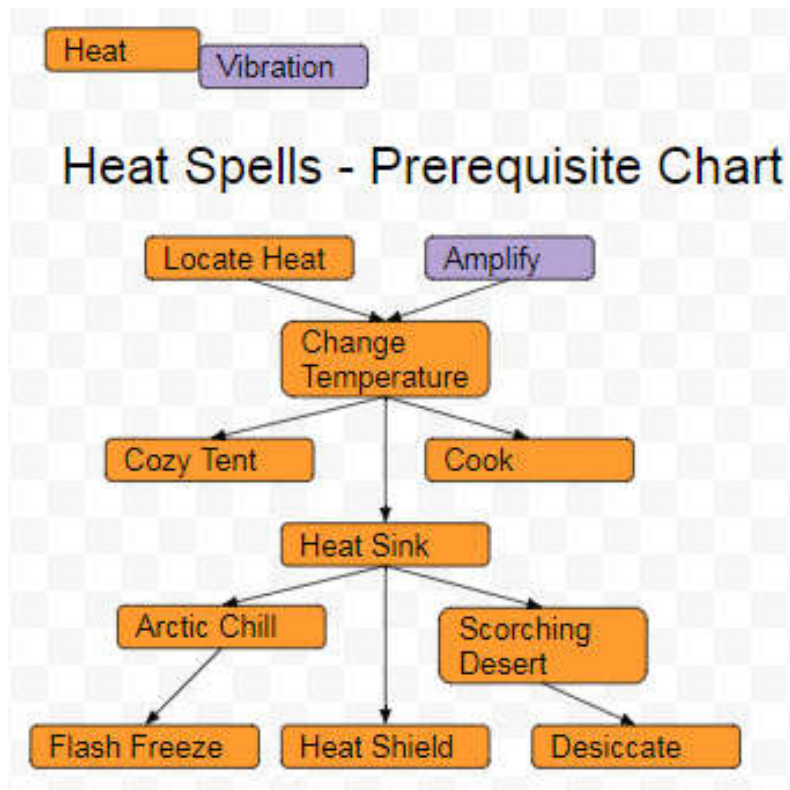 Heat
Vibration
Heat Spells - Prerequisite Chart
Locate Heat
Amplify
Change
Temperature
Cozy Tent
Cook
Heat Sink
Arctic Chill
Scorching
Desert
Flash Freeze
Heat Shield
Desiccate